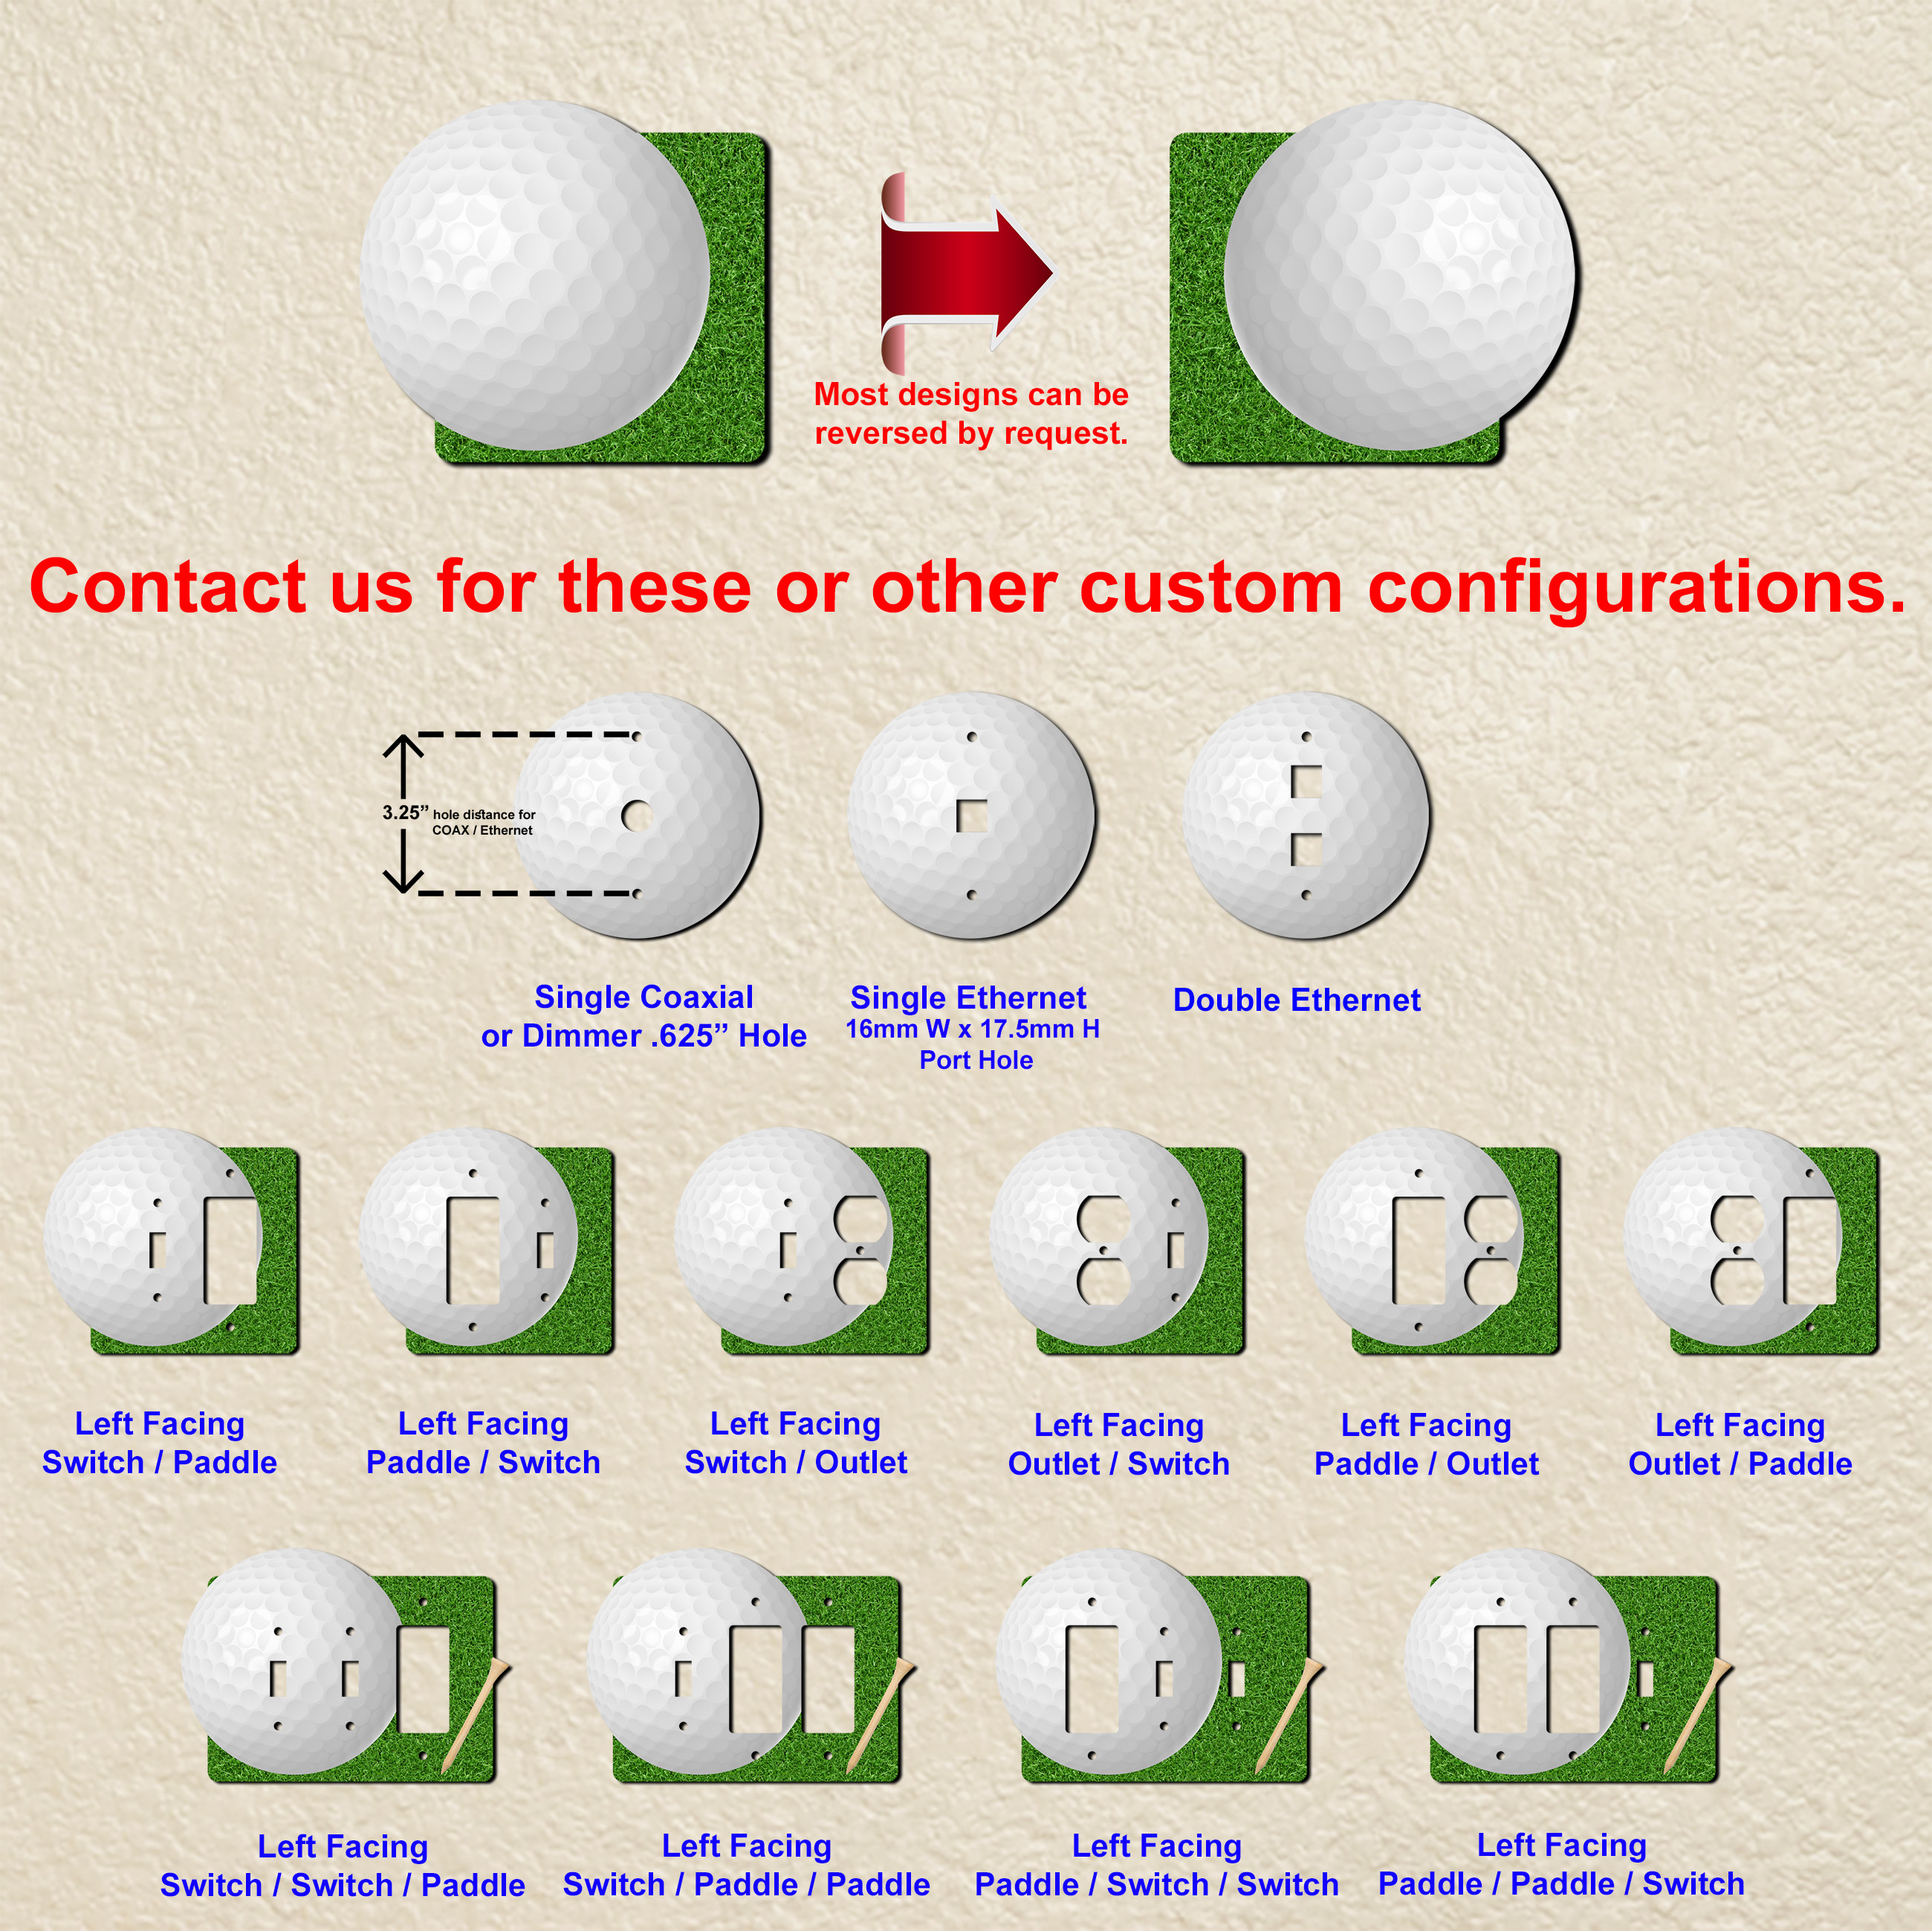 Most designs can be
reversed by request.
Contact us for these or other custom configurations.
3.25” hole distance for
COAX / Ethernet
Single Coaxial
or Dimmer .625” Hole
Single Ethernet
16mm W x 17.5mm H
Port Hole
Double Ethernet
Left Facing
Switch / Paddle
Left Facing
Paddle / Switch
Left Facing
Switch / Outlet
Left Facing
Outlet / Switch
Left Facing
Paddle / Outlet
Left Facing
Outlet / Paddle
Left Facing
Switch / Switch / Paddle
Left Facing
Switch / Paddle / Paddle
Left Facing
Paddle / Switch / Switch
Left Facing
Paddle / Paddle / Switch